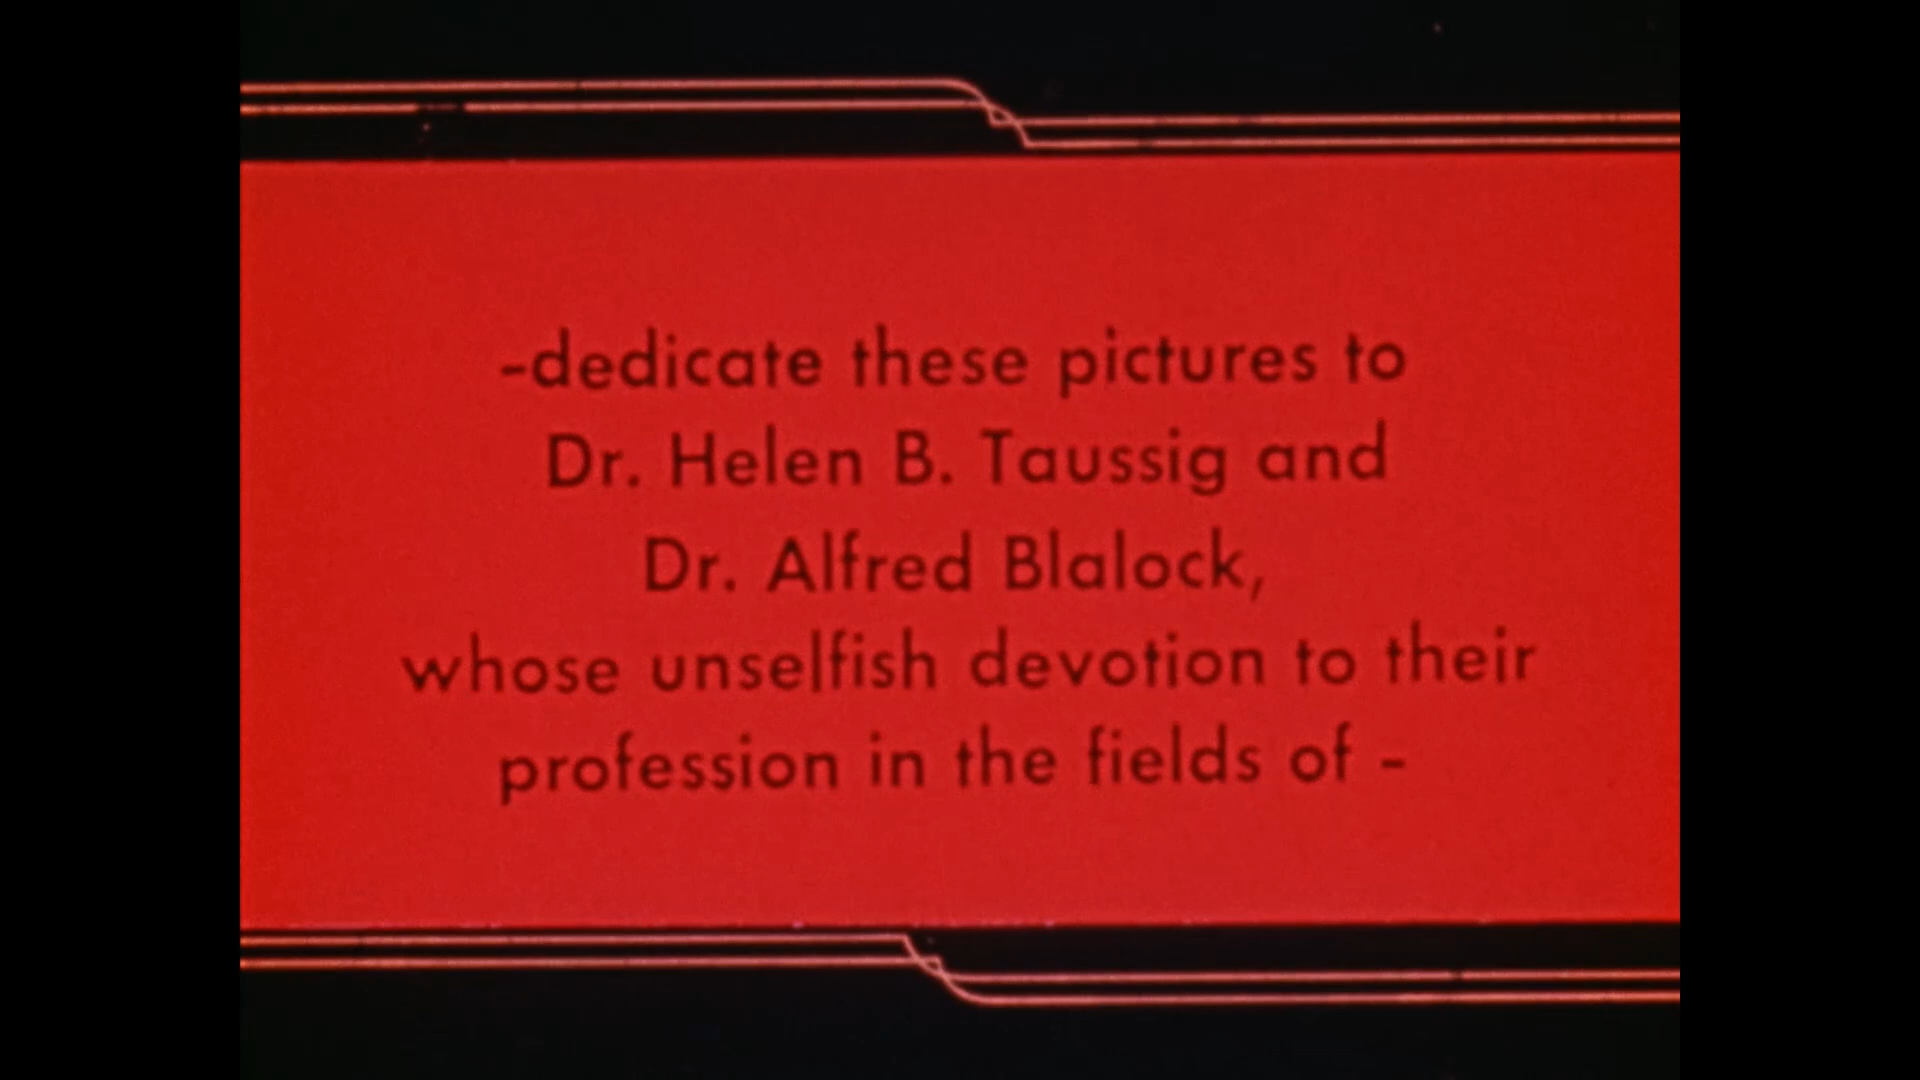 -dedicate these pictures to
Dr. Helen B. Taussig and
Dr. Alfred Blalock,
whose unselfish devotion to their
profession in the fields of -